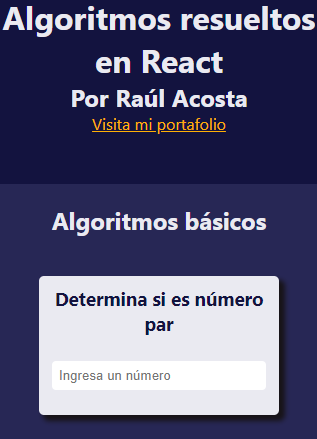 Algoritmos resueltos
en React
Por Raúl Acosta
Visita mi portafolio
Algoritmos básicos
Determina si es número
par
Ingresa un número